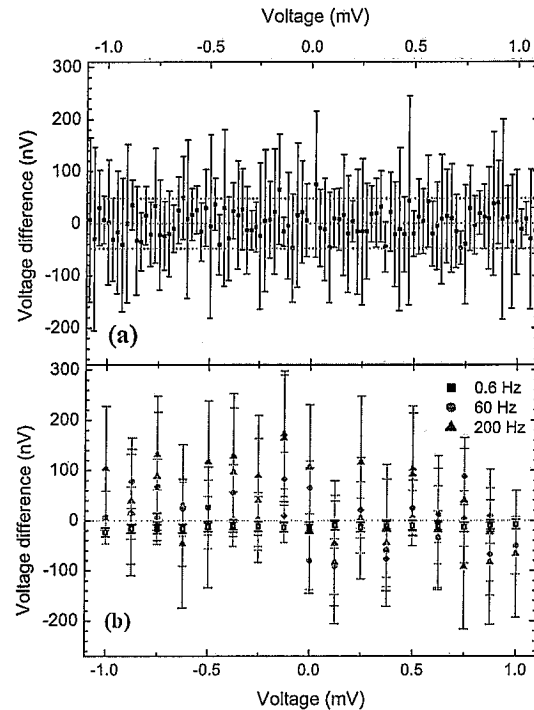 Voltage (mV)
-1.0 -0.5 0.0 0.5 1.0
300
200
100
0
-100
-200
Voltage difference (nV)
(a)
300
200
100
0
-100
-200
Voltage difference (nV)
0.6 Hz
60 Hz
200 Hz
(b)
-1.0 -0.5 0.0 0.5 1.0
Voltage (mV)